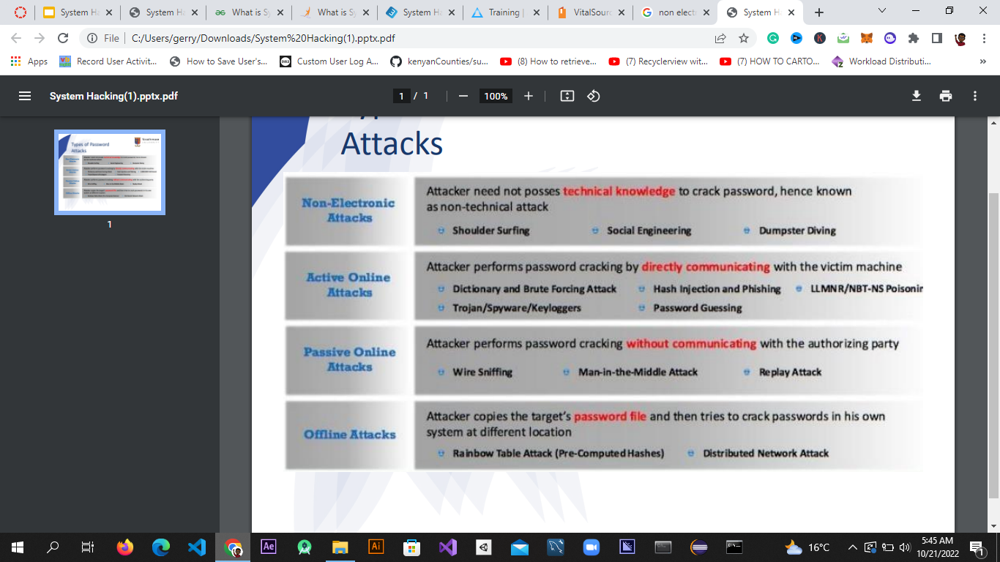 System Ha
System Ha
What is Sy
What is Sy
System Ha
Training |
VitalSourc
non electr
System Ha
File
C:/Users/gerry/Downloads/System%20Hacking(1).pptx.pdf
Apps
Record User Activit...
How to Save User's...
Custom User Log A...
kenyanCounties/su...
(8) How to retrieve...
(7) Recyclerview wit...
(7) HOW TO CARTO...
Workload Distributi...
»
System Hacking(1).pptx.pdf
1 / 1
100%
Types of Password
Attacks
1
Attacks
Non-Electronic
Attacks
Attacker need not posses technical knowledge to crack password, hence known
as non-technical attack
Shoulder Surfing
Social Engineering
Dumpster Diving
Active Online
Attacks
Attacker performs password cracking by directly communicating with the victim machine
Dictionary and Brute Forcing Attack
Hash Injection and Phishing
LLMNR/NBT-NS Poisonin
Trojan/Spyware/Keyloggers
Password Guessing
Passive Online
Attacks
Attacker performs password cracking without communicating with the authorizing party
Wire Sniffing
Man-in-the-Middle Attack
Replay Attack
Offline Attacks
Attacker copies the target's password file and then tries to crack passwords in his own
system at different location
Rainbow Table Attack (Pre-Computed Hashes)
Distributed Network Attack
Ae
Ai
16°C
5:45 AM
10/21/2022
1